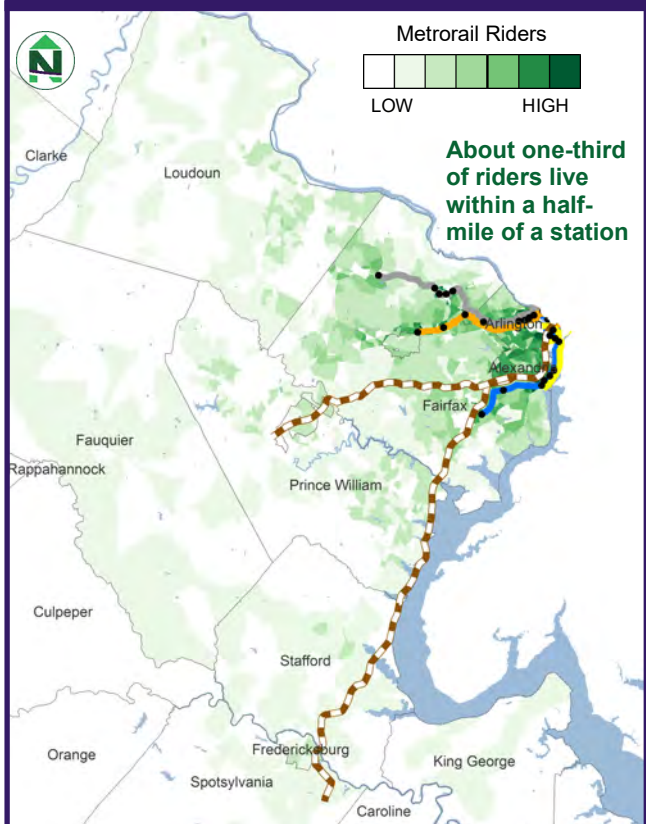 Metrorail Riders
N
LOW HIGH
About one-third
of riders live
within a half-
mile of a station
Clarke
Loudoun
Arlington
Alexandria
Fairfax
Fauquier
Rappahannock
Prince William
Culpeper
Stafford
Orange
Fredericksburg
King George
Spotsylvania
Caroline